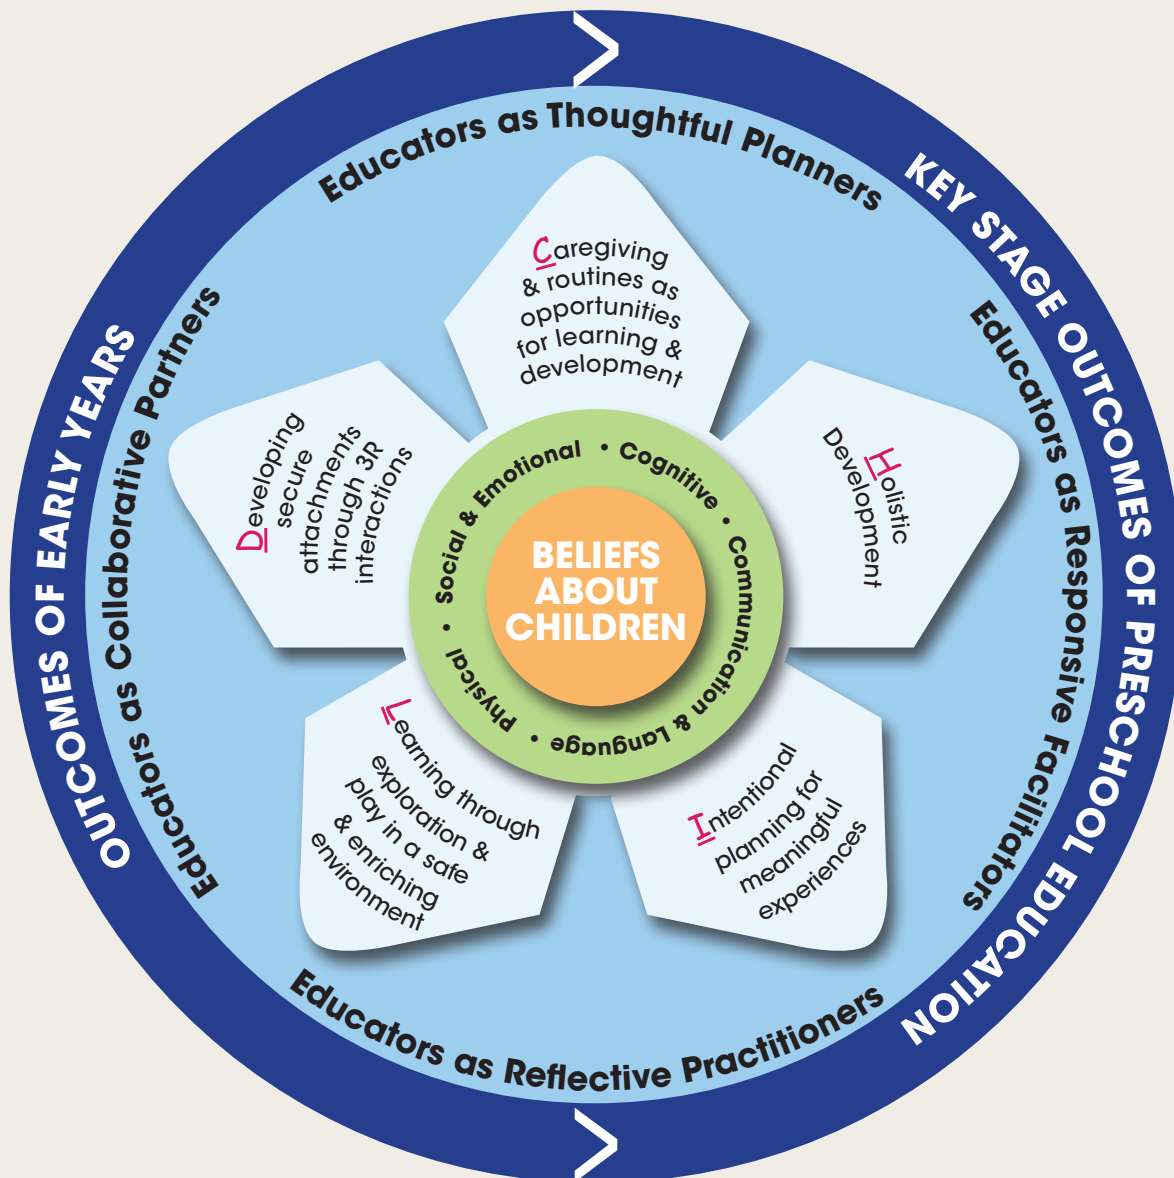 OUTCOMES OF EARLY YEARS
KEY STAGE OUTCOMES OF PRESCHOOL EDUCATION
Educators as Thoughtful Planners
Educators as Responsive Facilitators
Educators as Reflective Practitioners
Educators as Collaborative Partners
Caregiving
& routines as
opportunities
for learning &
development
Holistic
Development
Intentional
planning for
meaningful
experiences
Learning through
exploration &
play in a safe
& enriching
environment
Developing
secure
attachments
through 3R
interactions
Social & Emotional • Cognitive • Communication & Language • Physical •
BELIEFS
ABOUT
CHILDREN